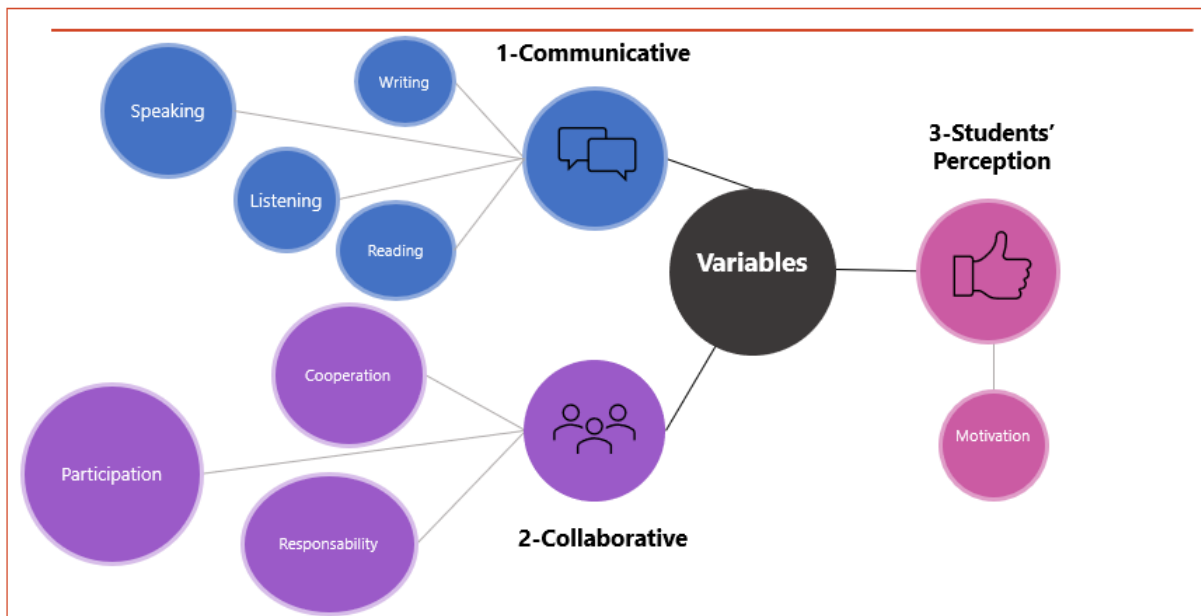 1-Communicative
Writing
Speaking
Listening
Reading
3-Students’
Perception
Variables
Cooperation
Participation
Responsability
2-Collaborative
Motivation